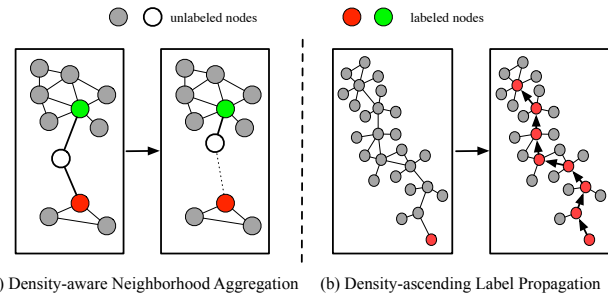 unlabeled nodes
labeled nodes
) Density-aware Neighborhood Aggregation
(b) Density-ascending Label Propagation